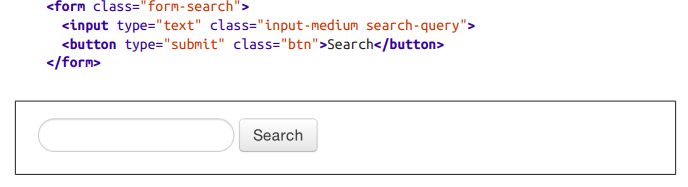 <form class="form-search">
<input type="text" class="input-medium search-query">
<button type="submit" class="btn">Search</button>
</form>
Search